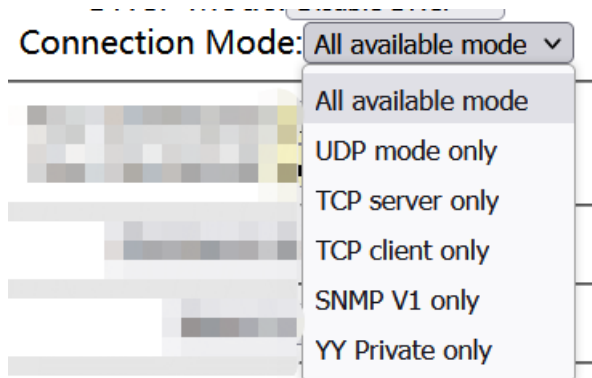 Connection Mode: All available mode
All available mode
UDP mode only
TCP server only
TCP client only
SNMP V1 only
YY Private only